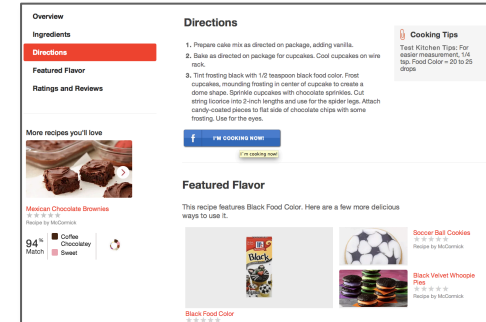 Overview
Ingredients
Directions
Featured Flavor
Ratings and Reviews
More recipes you'll love
Mexican Chocolate Brownies
Recipe by McCormick
94%
Match
Coffee
Chocolatey
Sweet
Directions
1. Prepare cake mix as directed on package, adding vanilla.
2. Bake as directed on package for cupcakes. Cool cupcakes on wire
rack.
3. Tint frosting black with 1/2 teaspoon black food color. Frost
cupcakes, mounding frosting in center of cupcake to create a
dome shape. Sprinkle cupcakes with chocolate sprinkles. Cut
string licorice into 2-inch lengths and use for the spider legs. Attach
candy-coated pieces to flat side of chocolate chips with some
frosting. Use for the eyes.
f I'M COOKING NOW!
I'm cooking now!
Cooking Tips
Test Kitchen Tips: For
easier measurement, 1/4
tsp. Food Color = 20 to 25
drops
Featured Flavor
This recipe features Black Food Color. Here are a few more delicious
ways to use it.
Black
Black Food Color
Soccer Ball Cookies
Recipe by McCormick
Black Velvet Whoopie
Pies
Recipe by McCormick